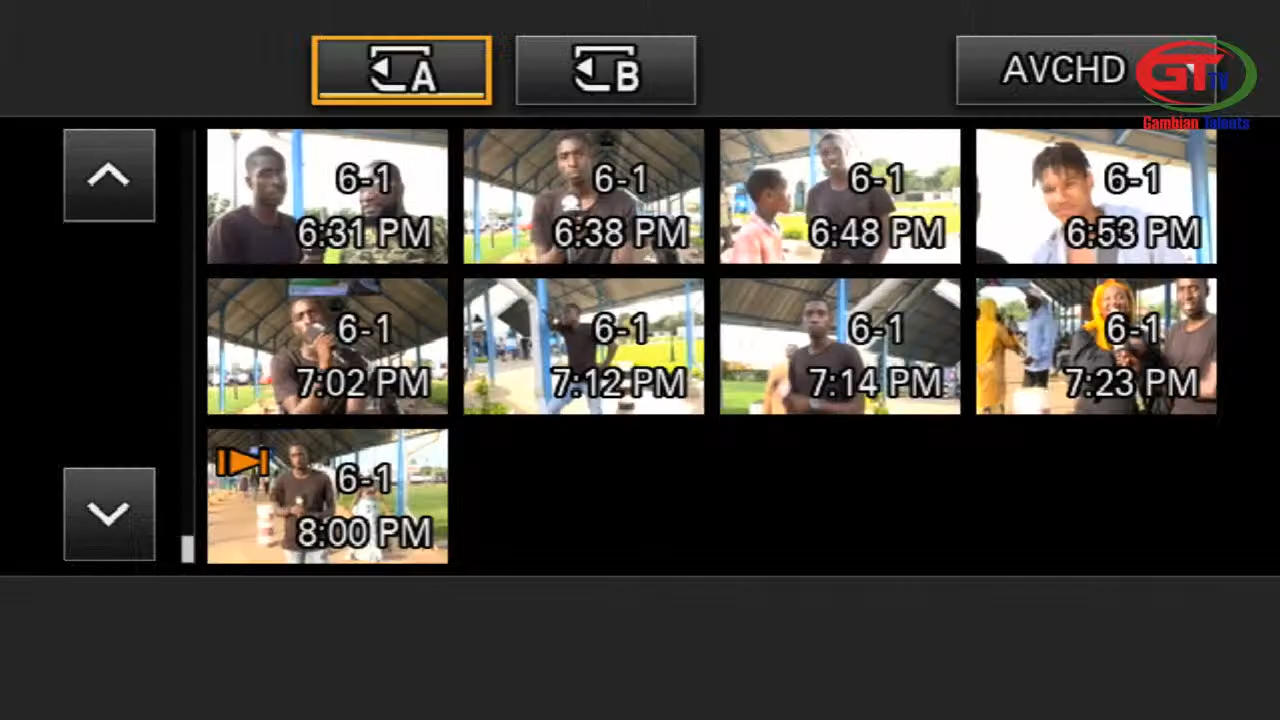 A
B
AVCHD
GT
TV
Gambian Talents
6-1
6:31 PM
6-1
6:38 PM
6-1
6:48 PM
6-1
6:53 PM
6-1
7:02 PM
6-1
7:12 PM
6-1
7:14 PM
6-1
7:23 PM
6-1
8:00 PM